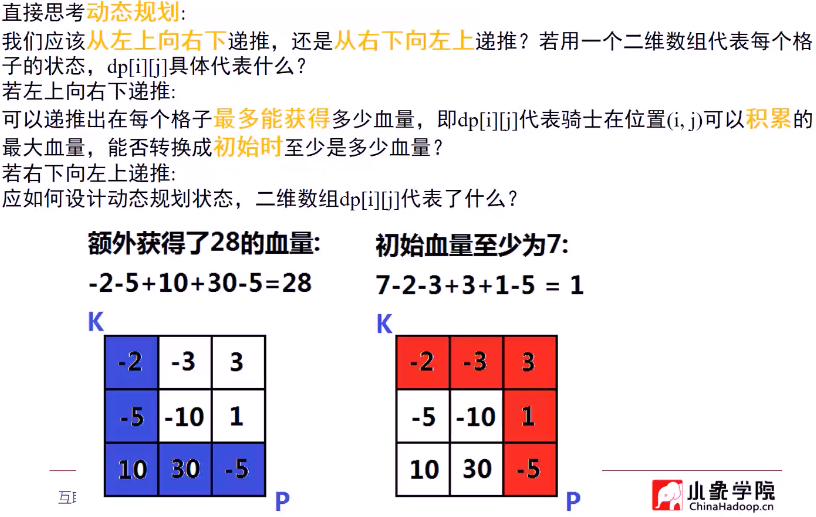 直接思考动态规划:
我们应该从左上向右下递推，还是从右下向左上递推？若用一个二维数组代表每个格
子的状态，dp[i][j]具体代表什么？
若左上向右下递推:
可以递推出在每个格子最多能获得多少血量，即dp[i][j]代表骑士在位置(i, j)可以积累的
最大血量，能否转换成初始时至少是多少血量？
若右下向左上递推:
应如何设计动态规划状态，二维数组dp[i][j]代表了什么？
额外获得了28的血量:
-2-5+10+30-5=28
K
-2 -3 3
-5 -10 1
10 30 -5
P
初始血量至少为7:
7-2-3+3+1-5 = 1
K
-2 -3 3
-5 -10 1
10 30 -5
P
互
小象学院
ChinaHadoop.cn